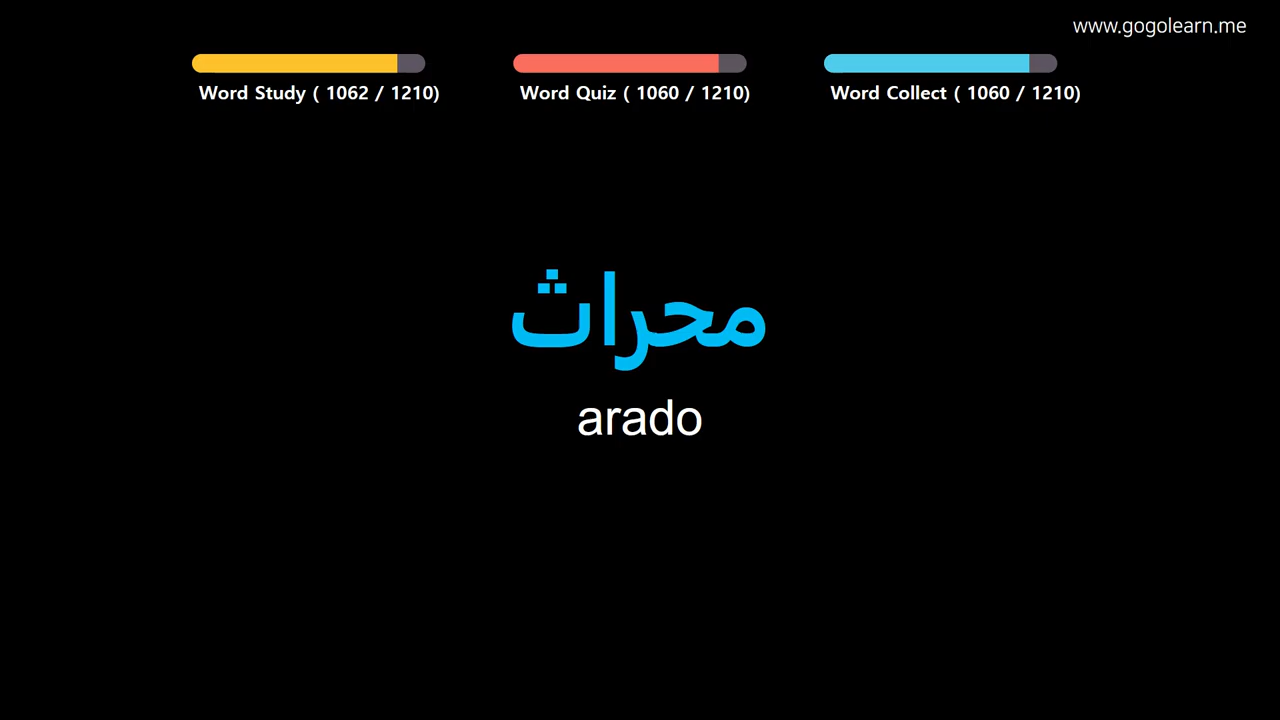 www.gogolearn.me
Word Study ( 1062 / 1210)
Word Quiz ( 1060 / 1210)
Word Collect ( 1060 / 1210)
محراث
arado